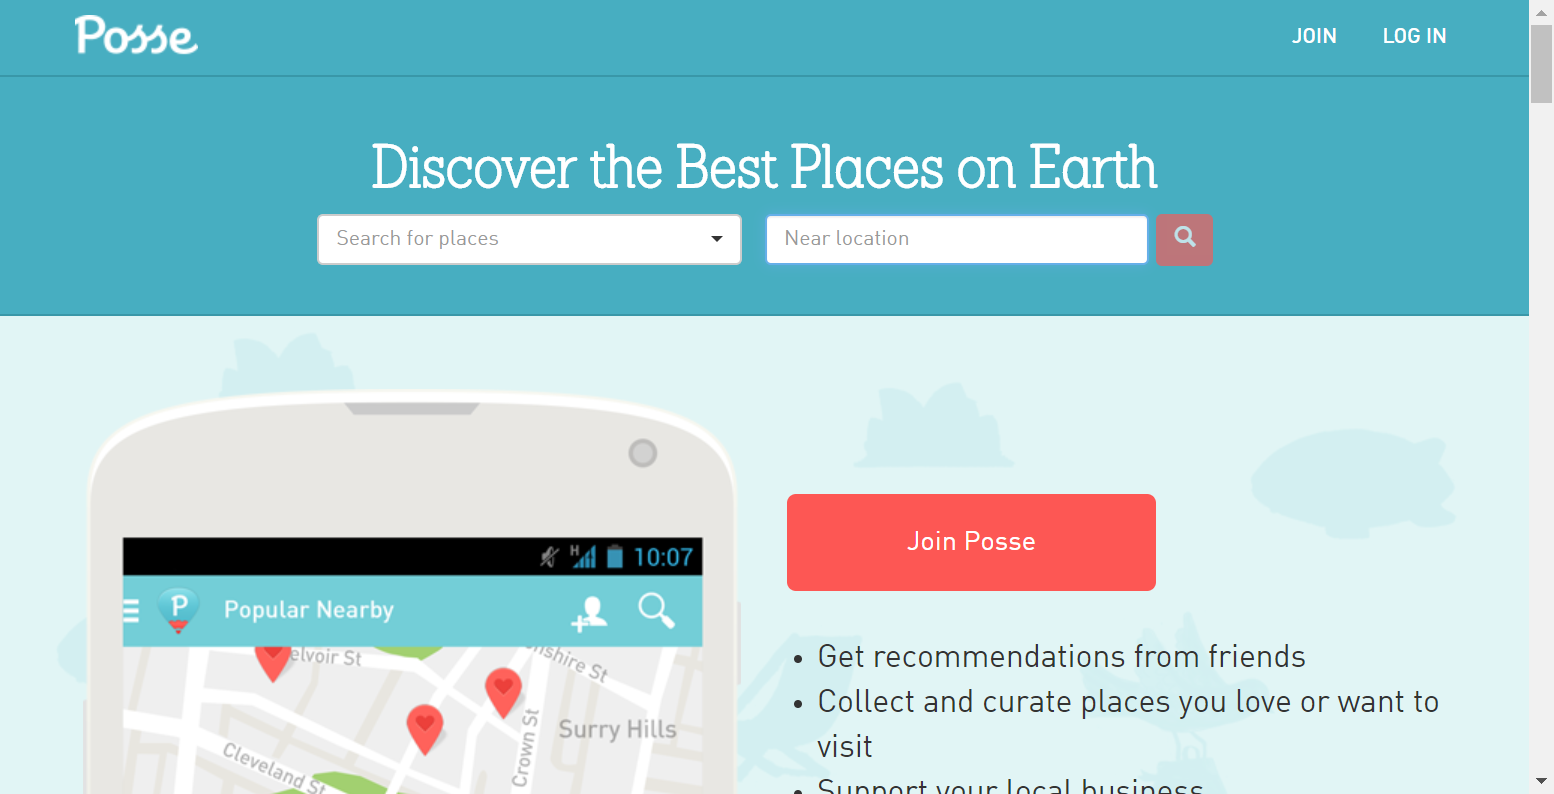 Posse
JOIN
LOG IN
Discover the Best Places on Earth
Search for places
Near location
Join Posse
H
10:07
P
Popular Nearby
elvoir St
nshire St
Surry Hills
Crown St
Cleveland St
• Get recommendations from friends
• Collect and curate places you love or want to
visit
• Support your local business